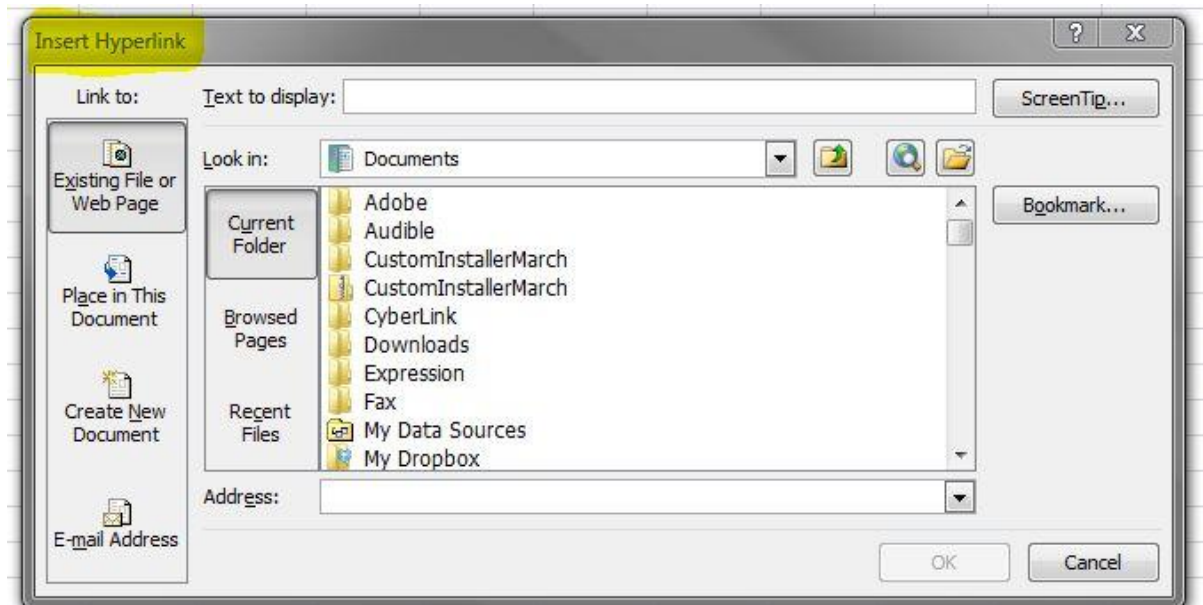 Insert Hyperlink
Link to:
Text to display:
ScreenTip...
Existing File or
Web Page
Look in:
Documents
Current
Folder
Adobe
Audible
CustomInstallerMarch
CustomInstallerMarch
CyberLink
Downloads
Expression
Fax
My Data Sources
My Dropbox
Bookmark...
Place in This
Document
Browsed
Pages
Create New
Document
Recent
Files
E-mail Address
Address:
OK
Cancel